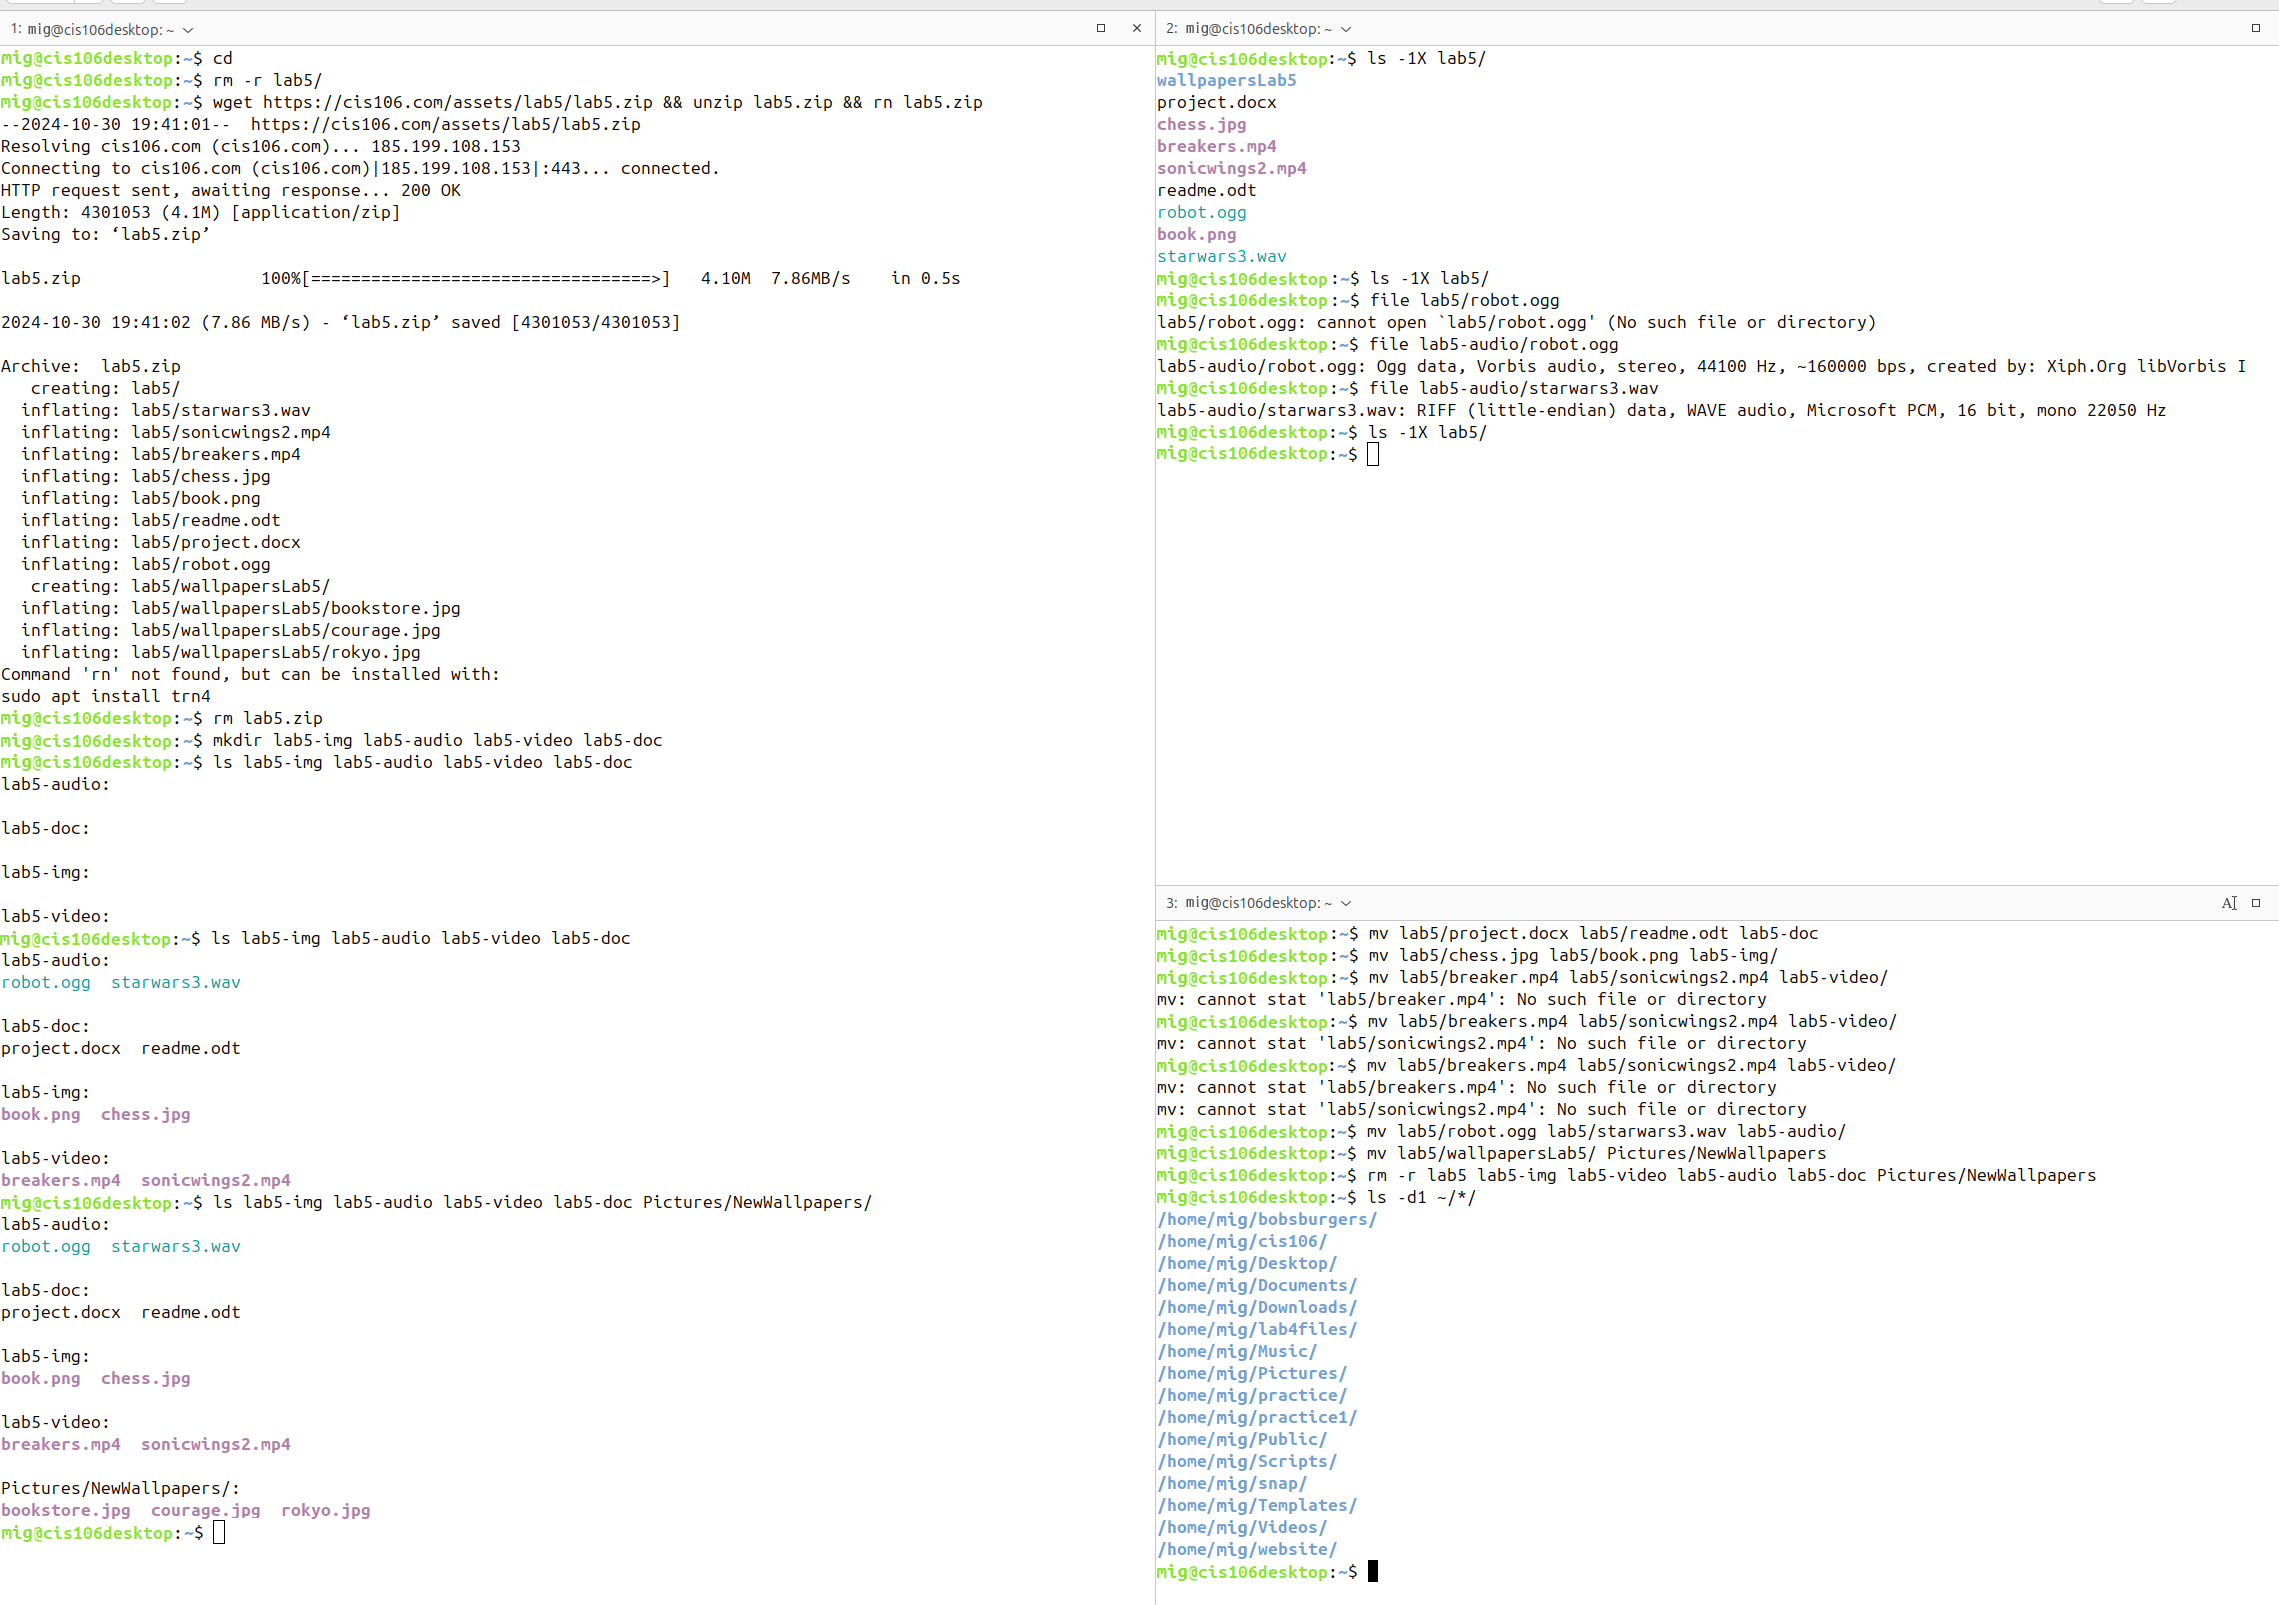 1: mig@cis106desktop: ~
mig@cis106desktop:~$ cd
mig@cis106desktop:~$ rm -r lab5/
mig@cis106desktop:~$ wget https://cis106.com/assets/lab5/lab5.zip && unzip lab5.zip && rn lab5.zip
--2024-10-30 19:41:01--  https://cis106.com/assets/lab5/lab5.zip
Resolving cis106.com (cis106.com)... 185.199.108.153
Connecting to cis106.com (cis106.com)|185.199.108.153|:443... connected.
HTTP request sent, awaiting response... 200 OK
Length: 4301053 (4.1M) [application/zip]
Saving to: ‘lab5.zip’
lab5.zip                  100%[==================================>]   4.10M  7.86MB/s    in 0.5s
2024-10-30 19:41:02 (7.86 MB/s) - ‘lab5.zip’ saved [4301053/4301053]
Archive:  lab5.zip
   creating: lab5/
  inflating: lab5/starwars3.wav
  inflating: lab5/sonicwings2.mp4
  inflating: lab5/breakers.mp4
  inflating: lab5/chess.jpg
  inflating: lab5/book.png
  inflating: lab5/readme.odt
  inflating: lab5/project.docx
  inflating: lab5/robot.ogg
   creating: lab5/wallpapersLab5/
  inflating: lab5/wallpapersLab5/bookstore.jpg
  inflating: lab5/wallpapersLab5/courage.jpg
  inflating: lab5/wallpapersLab5/rokyo.jpg
Command 'rn' not found, but can be installed with:
sudo apt install trn4
mig@cis106desktop:~$ rm lab5.zip
mig@cis106desktop:~$ mkdir lab5-img lab5-audio lab5-video lab5-doc
mig@cis106desktop:~$ ls lab5-img lab5-audio lab5-video lab5-doc
lab5-audio:
lab5-doc:
lab5-img:
lab5-video:
mig@cis106desktop:~$ ls lab5-img lab5-audio lab5-video lab5-doc
lab5-audio:
robot.ogg  starwars3.wav
lab5-doc:
project.docx  readme.odt
lab5-img:
book.png  chess.jpg
lab5-video:
breakers.mp4  sonicwings2.mp4
mig@cis106desktop:~$ ls lab5-img lab5-audio lab5-video lab5-doc Pictures/NewWallpapers/
lab5-audio:
robot.ogg  starwars3.wav
lab5-doc:
project.docx  readme.odt
lab5-img:
book.png  chess.jpg
lab5-video:
breakers.mp4  sonicwings2.mp4
Pictures/NewWallpapers/:
bookstore.jpg  courage.jpg  rokyo.jpg
mig@cis106desktop:~$
2: mig@cis106desktop: ~
mig@cis106desktop:~$ ls -1X lab5/
wallpapersLab5
project.docx
chess.jpg
breakers.mp4
sonicwings2.mp4
readme.odt
robot.ogg
book.png
starwars3.wav
mig@cis106desktop:~$ ls -1X lab5/
mig@cis106desktop:~$ file lab5/robot.ogg
lab5/robot.ogg: cannot open `lab5/robot.ogg' (No such file or directory)
mig@cis106desktop:~$ file lab5-audio/robot.ogg
lab5-audio/robot.ogg: Ogg data, Vorbis audio, stereo, 44100 Hz, ~160000 bps, created by: Xiph.Org libVorbis I
mig@cis106desktop:~$ file lab5-audio/starwars3.wav
lab5-audio/starwars3.wav: RIFF (little-endian) data, WAVE audio, Microsoft PCM, 16 bit, mono 22050 Hz
mig@cis106desktop:~$ ls -1X lab5/
mig@cis106desktop:~$
3: mig@cis106desktop: ~
mig@cis106desktop:~$ mv lab5/project.docx lab5/readme.odt lab5-doc
mig@cis106desktop:~$ mv lab5/chess.jpg lab5/book.png lab5-img/
mig@cis106desktop:~$ mv lab5/breaker.mp4 lab5/sonicwings2.mp4 lab5-video/
mv: cannot stat 'lab5/breaker.mp4': No such file or directory
mig@cis106desktop:~$ mv lab5/breakers.mp4 lab5/sonicwings2.mp4 lab5-video/
mv: cannot stat 'lab5/sonicwings2.mp4': No such file or directory
mig@cis106desktop:~$ mv lab5/breakers.mp4 lab5/sonicwings2.mp4 lab5-video/
mv: cannot stat 'lab5/breakers.mp4': No such file or directory
mv: cannot stat 'lab5/sonicwings2.mp4': No such file or directory
mig@cis106desktop:~$ mv lab5/robot.ogg lab5/starwars3.wav lab5-audio/
mig@cis106desktop:~$ mv lab5/wallpapersLab5/ Pictures/NewWallpapers
mig@cis106desktop:~$ rm -r lab5 lab5-img lab5-video lab5-audio lab5-doc Pictures/NewWallpapers
mig@cis106desktop:~$ ls -d1 ~/*/
/home/mig/bobsburgers/
/home/mig/cis106/
/home/mig/Desktop/
/home/mig/Documents/
/home/mig/Downloads/
/home/mig/lab4files/
/home/mig/Music/
/home/mig/Pictures/
/home/mig/practice/
/home/mig/practice1/
/home/mig/Public/
/home/mig/Scripts/
/home/mig/snap/
/home/mig/Templates/
/home/mig/Videos/
/home/mig/website/
mig@cis106desktop:~$